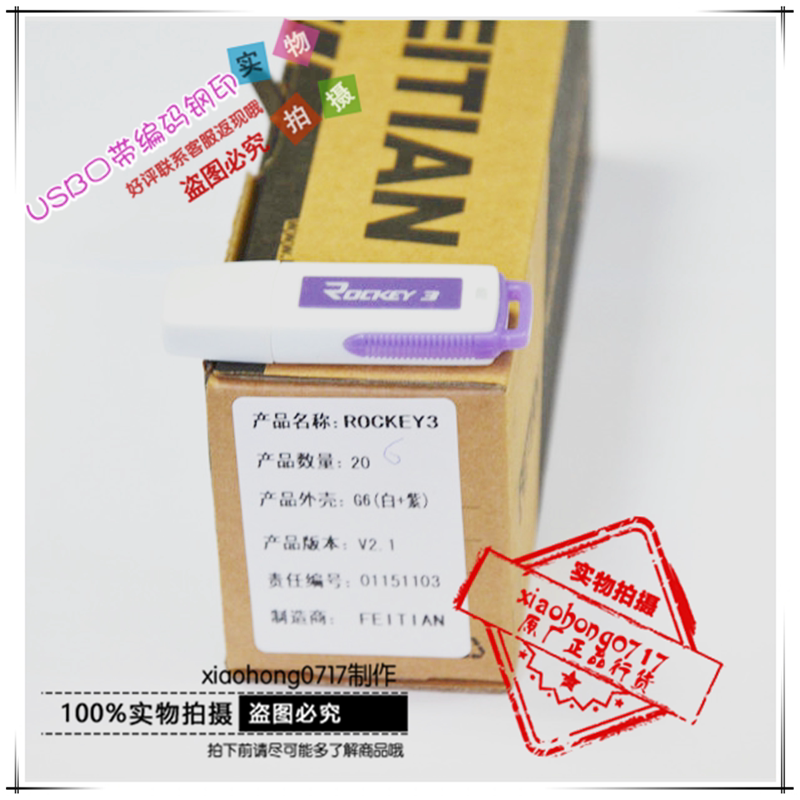 实物
拍摄
USB口带编码钢印
好评联系客服返现哦
盗图必究
EITIAN
www.
ROCKEY 3
产品名称: ROCKEY3
产品数量: 20 6
产品外壳: G6(白+紫)
产品版本: V2.1
责任编号: 01151103
制造商: FEITIAN
实物拍摄
xiaohong0717
原厂正品行货
xiaohong0717制作
100%实物拍摄 盗图必究
拍下前请尽可能多了解商品哦